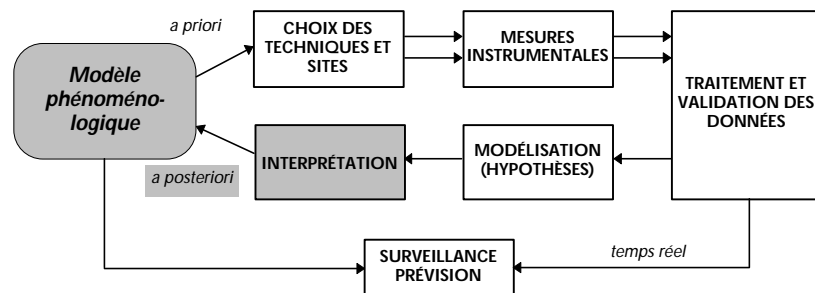 a priori
CHOIX DES
TECHNIQUES ET
SITES
MESURES
INSTRUMENTALES
TRAITEMENT ET
VALIDATION DES
DONNÉES
Modèle
phénoméno-
logique
a posteriori
INTERPRÉTATION
MODÉLISATION
(HYPOTHÈSES)
SURVEILLANCE
PRÉVISION
temps réel